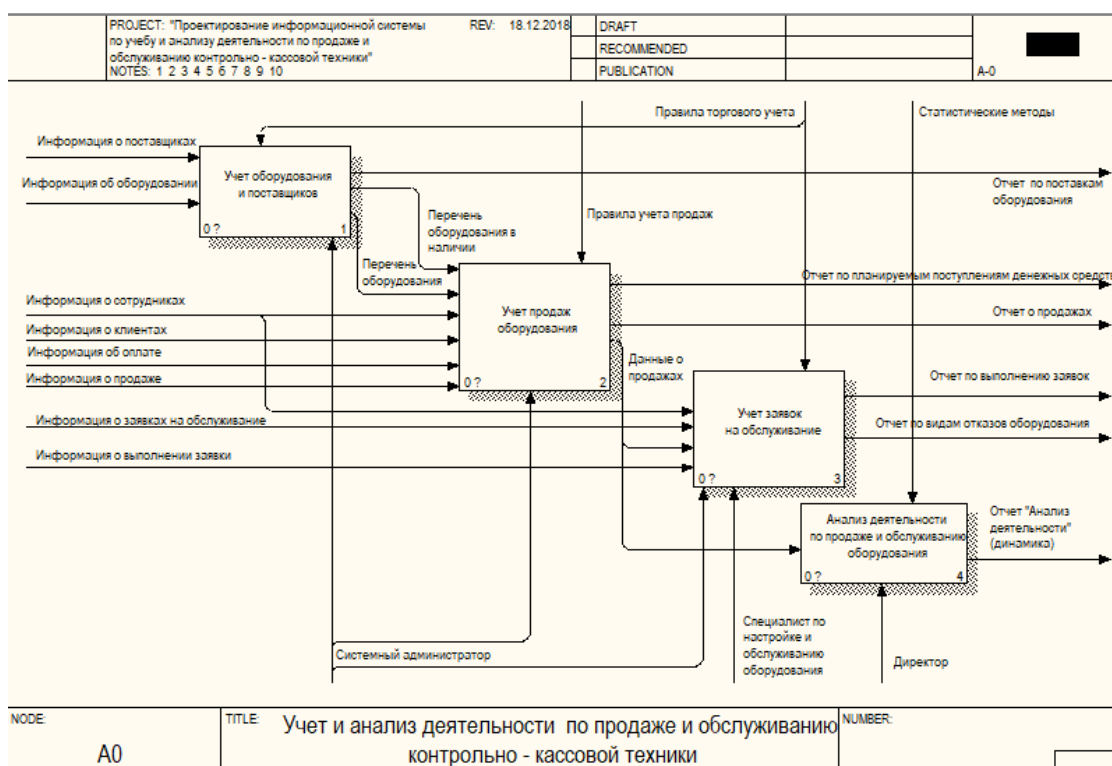 PROJECT: "Проектирование информационной системы
по учебу и анализу деятельности по продаже и
обслуживанию контрольно - кассовой техники"
NOTES: 1 2 3 4 5 6 7 8 9 10
REV: 18.12.2018
DRAFT
RECOMMENDED
PUBLICATION
A-0
Правила торгового учета
Статистические методы
Информация о поставщиках
Информация об оборудовании
Учет оборудования
и поставщиков
0 ?
1
Отчет по поставкам
оборудования
Перечень
оборудования в
наличии
Правила учета продаж
Перечень
оборудования
Отчет по планируемым поступлениям денежных средств
Информация о сотрудниках
Информация о клиентах
Информация об оплате
Информация о продаже
Учет продаж
оборудования
0 ?
2
Отчет о продажах
Данные о
продажах
Отчет по выполнению заявок
Информация о заявках на обслуживание
Информация о выполнении заявки
Учет заявок
на обслуживание
0 ?
3
Отчет по видам отказов оборудования
Анализ деятельности
по продаже и обслуживанию
оборудования
0 ?
4
Отчет "Анализ
деятельности"
(динамика)
Системный администратор
Специалист по
настройке и
обслуживанию
оборудования
Директор
NODE:
A0
TITLE:
Учет и анализ деятельности по продаже и обслуживанию
контрольно - кассовой техники
NUMBER: